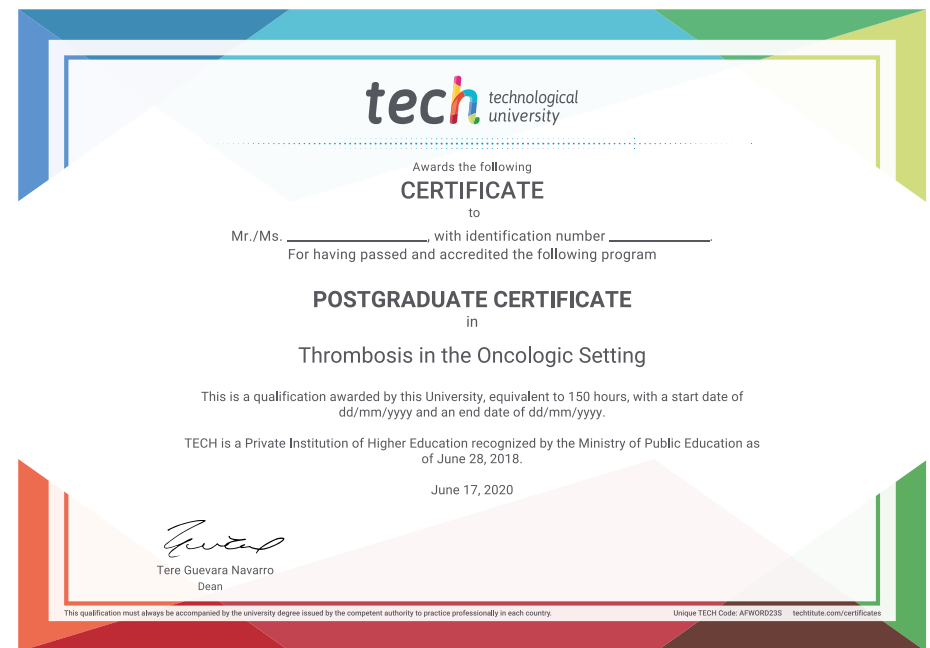 tech technological
university
Awards the following
CERTIFICATE
to
Mr./Ms. ____________, with identification number ____________.
For having passed and accredited the following program
POSTGRADUATE CERTIFICATE
in
Thrombosis in the Oncologic Setting
This is a qualification awarded by this University, equivalent to 150 hours, with a start date of
dd/mm/yyyy and an end date of dd/mm/yyyy.
TECH is a Private Institution of Higher Education recognized by the Ministry of Public Education as
of June 28, 2018.
June 17, 2020
Tere Guevara Navarro
Dean
This qualification must always be accompanied by the university degree issued by the competent authority to practice professionally in each country. Unique TECH Code: AFWORD23S techtitute.com/certificates